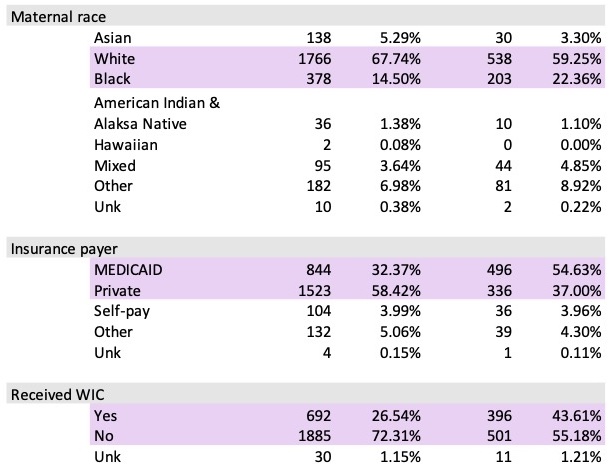 Maternal race
Asian 138 5.29% 30 3.30%
White 1766 67.74% 538 59.25%
Black 378 14.50% 203 22.36%
American Indian &
Alaksa Native 36 1.38% 10 1.10%
Hawaiian 2 0.08% 0 0.00%
Mixed 95 3.64% 44 4.85%
Other 182 6.98% 81 8.92%
Unk 10 0.38% 2 0.22%
Insurance payer
MEDICAID 844 32.37% 496 54.63%
Private 1523 58.42% 336 37.00%
Self-pay 104 3.99% 36 3.96%
Other 132 5.06% 39 4.30%
Unk 4 0.15% 1 0.11%
Received WIC
Yes 692 26.54% 396 43.61%
No 1885 72.31% 501 55.18%
Unk 30 1.15% 11 1.21%